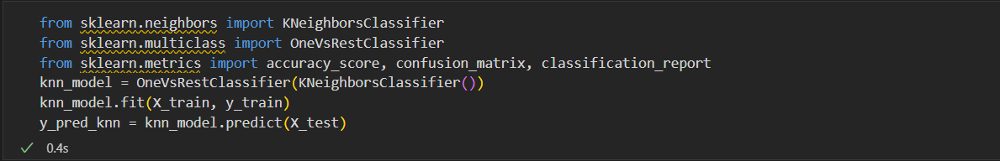 from sklearn.neighbors import KNeighborsClassifier
from sklearn.multiclass import OneVsRestClassifier
from sklearn.metrics import accuracy_score, confusion_matrix, classification_report
knn_model = OneVsRestClassifier(KNeighborsClassifier())
knn_model.fit(X_train, y_train)
y_pred_knn = knn_model.predict(X_test)
0.4s